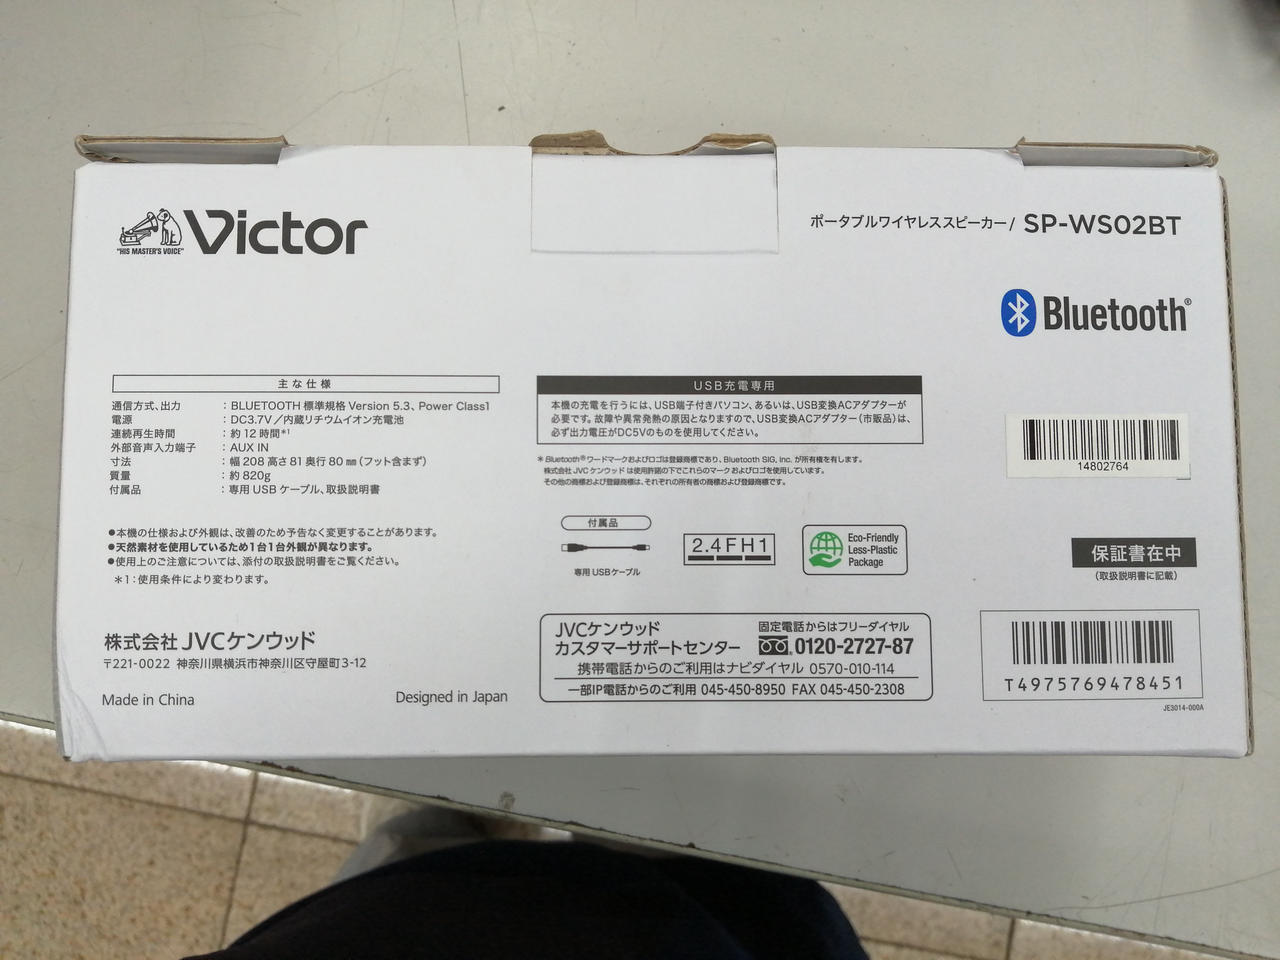 "HIS MASTER'S VOICE"
Victor
ポータブルワイヤレススピーカー/ SP-WS02BT
Bluetooth®
主な仕様
通信方式、出力 : BLUETOOTH 標準規格 Version 5.3、Power Class1
電源 : DC3.7V／内蔵リチウムイオン充電池
連続再生時間 : 約12時間*1
外部音声入力端子 : AUX IN
寸法 : 幅 208 高さ 81 奥行 80 ㎜（フット含まず）
質量 : 約820g
付属品 : 専用 USB ケーブル、取扱説明書
●本機の仕様および外観は、改善のため予告なく変更することがあります。
●天然素材を使用しているため1台1台外観が異なります。
●使用上のご注意については、添付の取扱説明書をご覧ください。
＊1：使用条件により変わります。
株式会社 JVCケンウッド
〒221-0022 神奈川県横浜市神奈川区守屋町3-12
Made in China
Designed in Japan
USB充電専用
本機の充電を行うには、USB端子付きパソコン、あるいは、USB変換ACアダプターが
必要です。故障や異常発熱の原因となりますので、USB変換ACアダプター（市販品）は、
必ず出力電圧がDC5Vのものを使用してください。
＊Bluetooth®ワードマークおよびロゴは登録商標であり、Bluetooth SIG, Inc. が所有権を有します。
株式会社 JVC ケンウッド は使用許諾の下でこれらのマークおよびロゴを使用しています。
その他の商標および登録商標は、それぞれの所有者の商標および登録商標です。
付属品
専用 USBケーブル
2.4FH1
Eco-Friendly
Less-Plastic
Package
JVCケンウッド
カスタマーサポートセンター
固定電話からはフリーダイヤル
0120-2727-87
携帯電話からのご利用はナビダイヤル 0570-010-114
一部IP電話からのご利用 045-450-8950 FAX 045-450-2308
14802764
保証書在中
（取扱説明書に記載）
T4975769478451
JE3014-000A